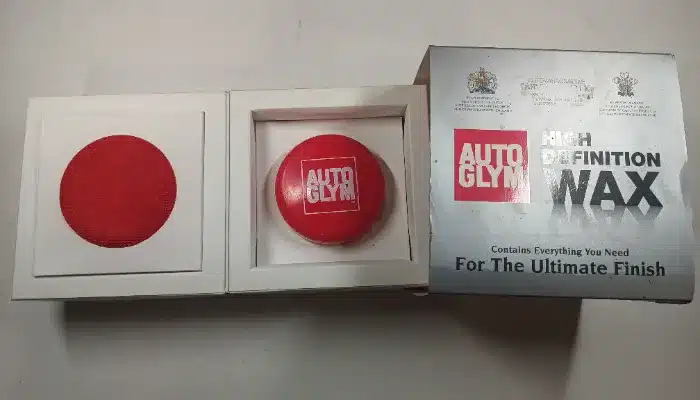 AUTO
GLYM
AUTO
GLYM
HIGH
DEFINITION
WAX
Contains Everything You Need
For The Ultimate Finish